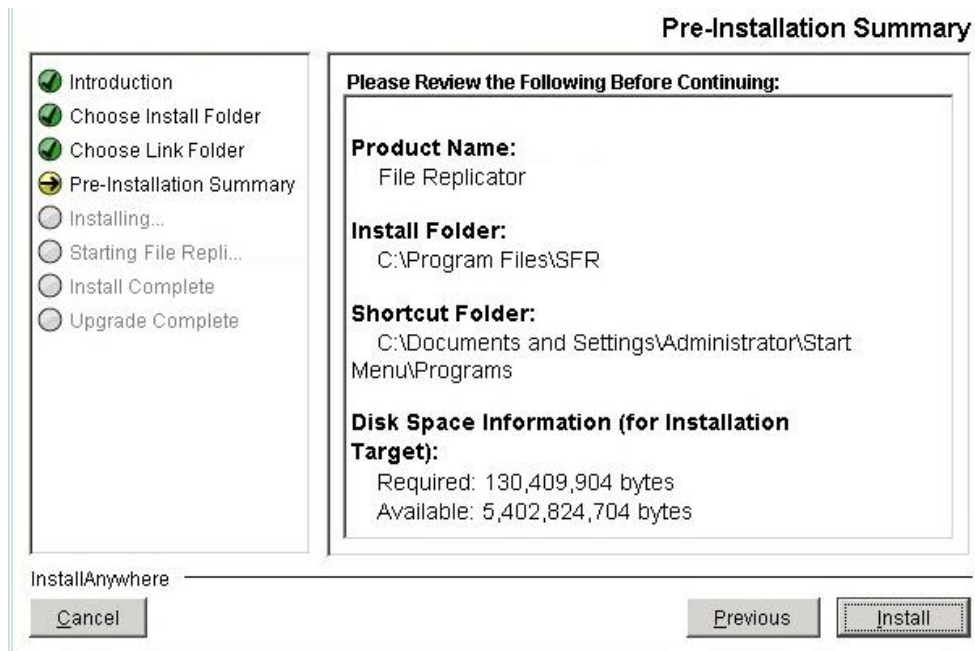 Pre-Installation Summary
Introduction
Choose Install Folder
Choose Link Folder
Pre-Installation Summary
Installing...
Starting File Repli...
Install Complete
Upgrade Complete
Please Review the Following Before Continuing:
Product Name:
File Replicator
Install Folder:
C:\Program Files\SFR
Shortcut Folder:
C:\Documents and Settings\Administrator\Start
Menu\Programs
Disk Space Information (for Installation
Target):
Required: 130,409,904 bytes
Available: 5,402,824,704 bytes
InstallAnywhere
Cancel
Previous
Install